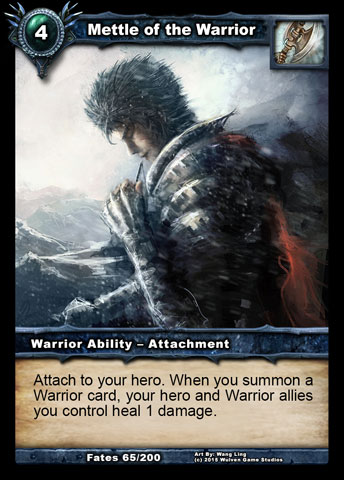 4
Mettle of the Warrior
Warrior Ability – Attachment
Attach to your hero. When you summon a
Warrior card, your hero and Warrior allies
you control heal 1 damage.
Fates 65/200
Art By: Wang Ling
(c) 2015 Wulven Game Studios